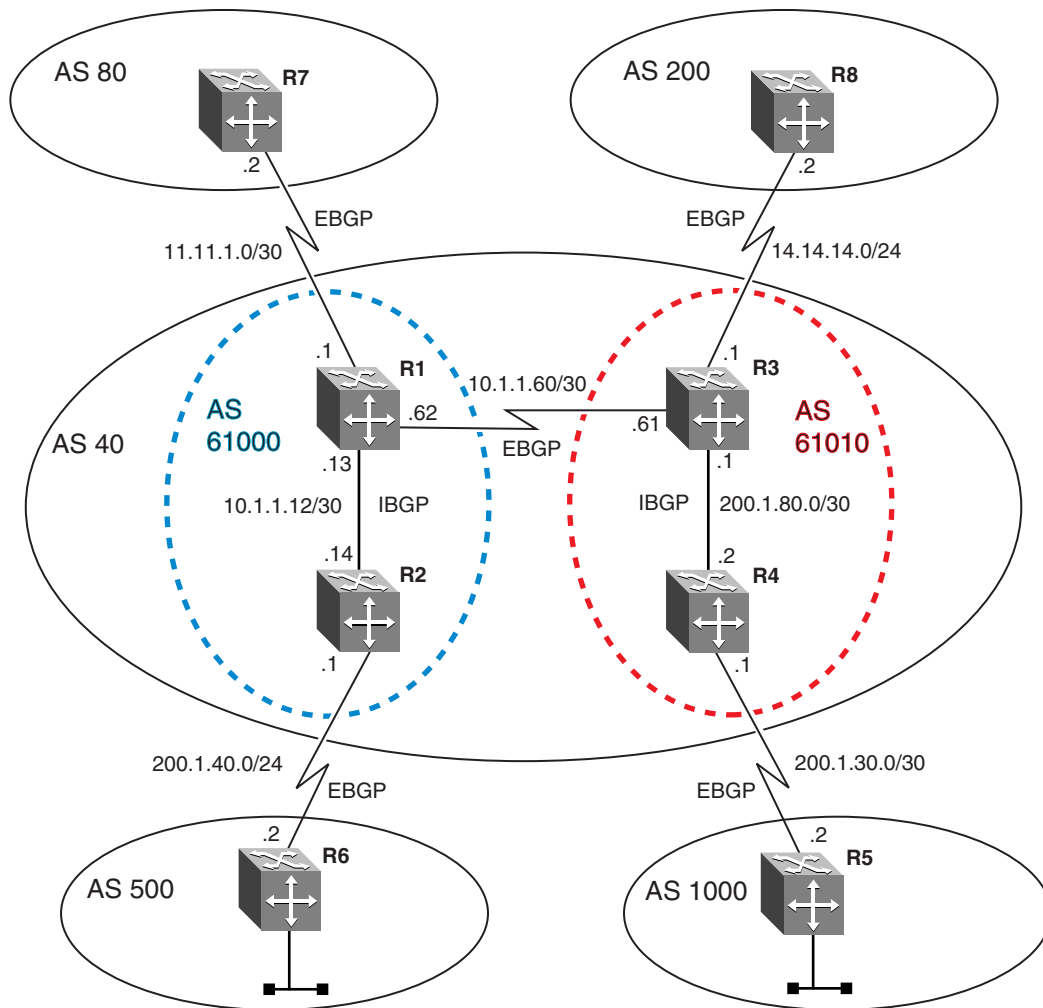 AS 80
R7
.2
EBGP
11.11.1.0/30
AS 200
R8
.2
EBGP
14.14.14.0/24
AS 40
AS
61000
.1
R1
.62
.13
10.1.1.60/30
EBGP
10.1.1.12/30
IBGP
.14
R2
.1
.1
R3
.61
.1
AS
61010
IBGP
200.1.80.0/30
.2
R4
.1
200.1.40.0/24
EBGP
.2
R6
AS 500
200.1.30.0/30
EBGP
.2
R5
AS 1000